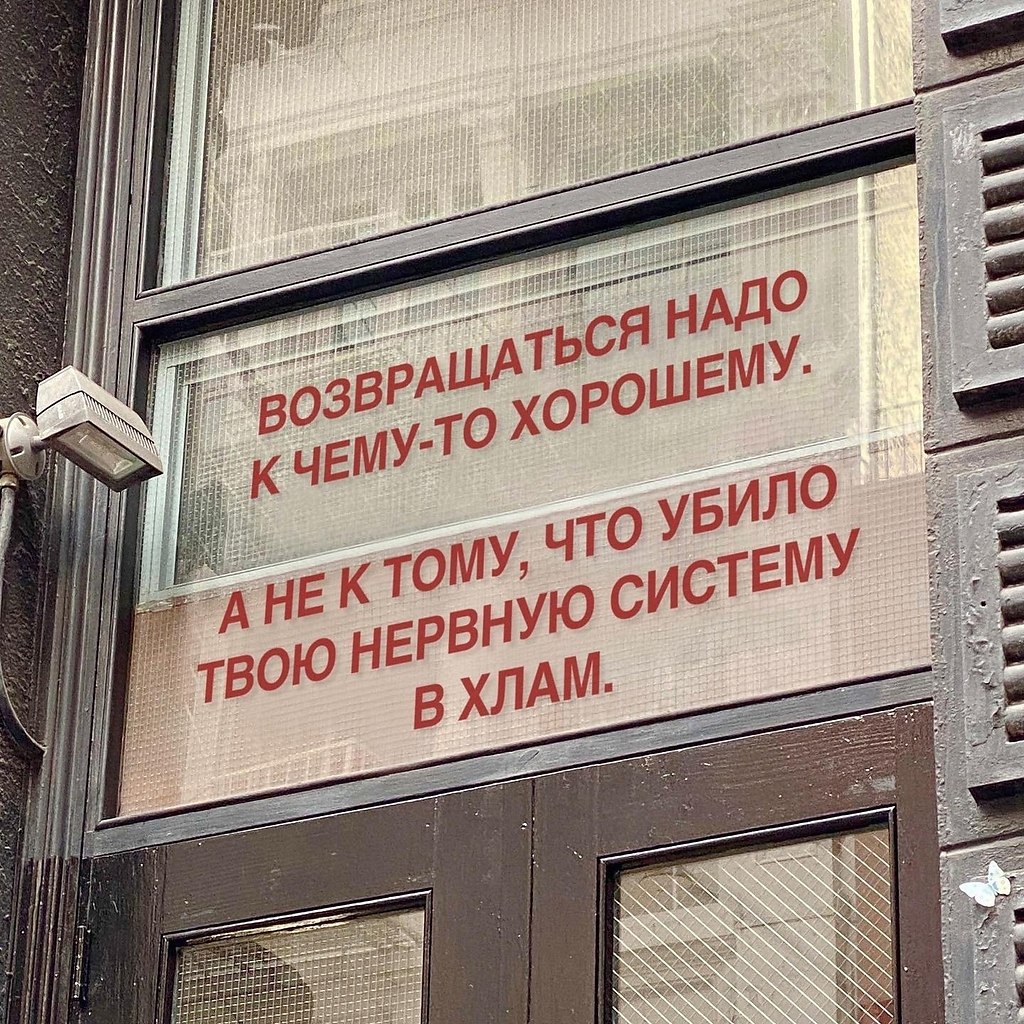 ВОЗВРАЩАТЬСЯ НАДО
К ЧЕМУ-ТО ХОРОШЕМУ.
А НЕ К ТОМУ, ЧТО УБИЛО
ТВОЮ НЕРВНУЮ СИСТЕМУ
В ХЛАМ.